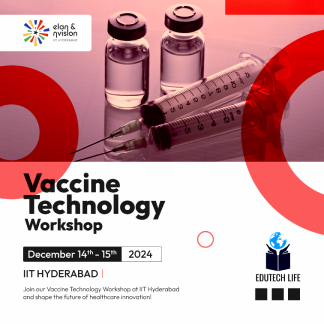 elan &
ηvision
IIT HYDERABAD
Vaccine
Technology
Workshop
December 14th - 15th 2024
IIT HYDERABAD
Join our Vaccine Technology Workshop at IIT Hyderabad
and shape the future of healthcare innovation!
EDUTECH LIFE